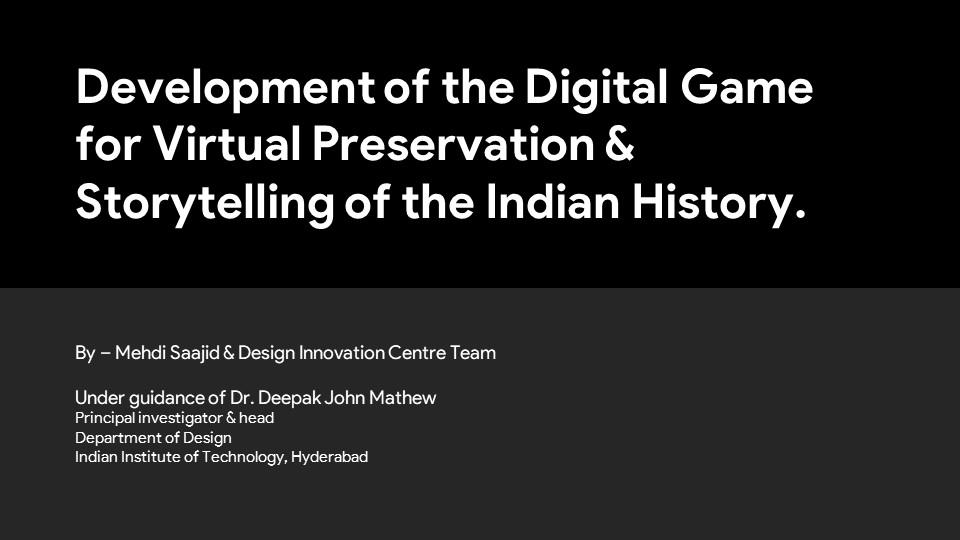 Development of the Digital Game
for Virtual Preservation &
Storytelling of the Indian History.
By – Mehdi Saajid & Design Innovation Centre Team
Under guidance of Dr. Deepak John Mathew
Principal investigator & head
Department of Design
Indian Institute of Technology, Hyderabad